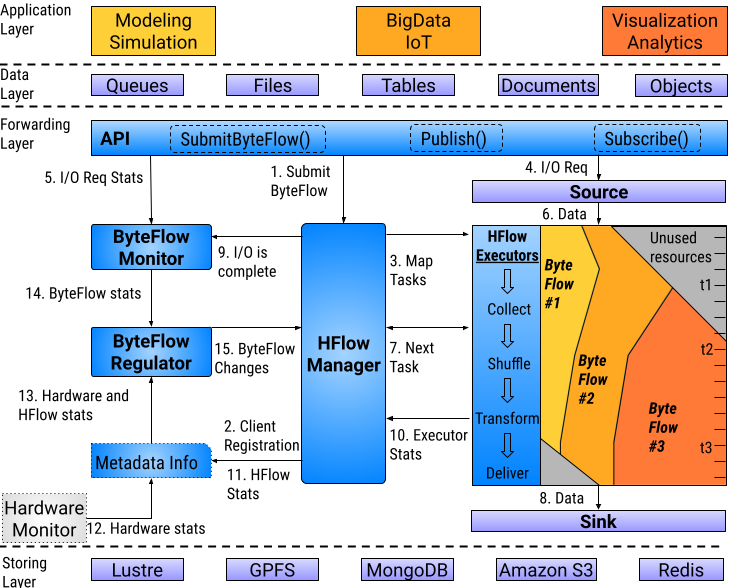 Application
Layer
Modeling
Simulation
BigData
IoT
Visualization
Analytics
Data
Layer
Queues
Files
Tables
Documents
Objects
Forwarding
Layer
API
SubmitByteFlow()
Publish()
Subscribe()
5. I/O Req Stats
1. Submit
ByteFlow
4. I/O Req
Source
6. Data
ByteFlow
Monitor
9. I/O is
complete
3. Map
Tasks
HFlow
Executors
Collect
Shuffle
Transform
Deliver
Byte
Flow
#1
Byte
Flow
#2
Byte
Flow
#3
Unused
resources
t1
t2
t3
14. ByteFlow stats
ByteFlow
Regulator
15. ByteFlow
Changes
HFlow
Manager
7. Next
Task
13. Hardware and
HFlow stats
2. Client
Registration
10. Executor
Stats
Metadata Info
11. HFlow
Stats
Hardware
Monitor
12. Hardware stats
8. Data
Sink
Storing
Layer
Lustre
GPFS
MongoDB
Amazon S3
Redis